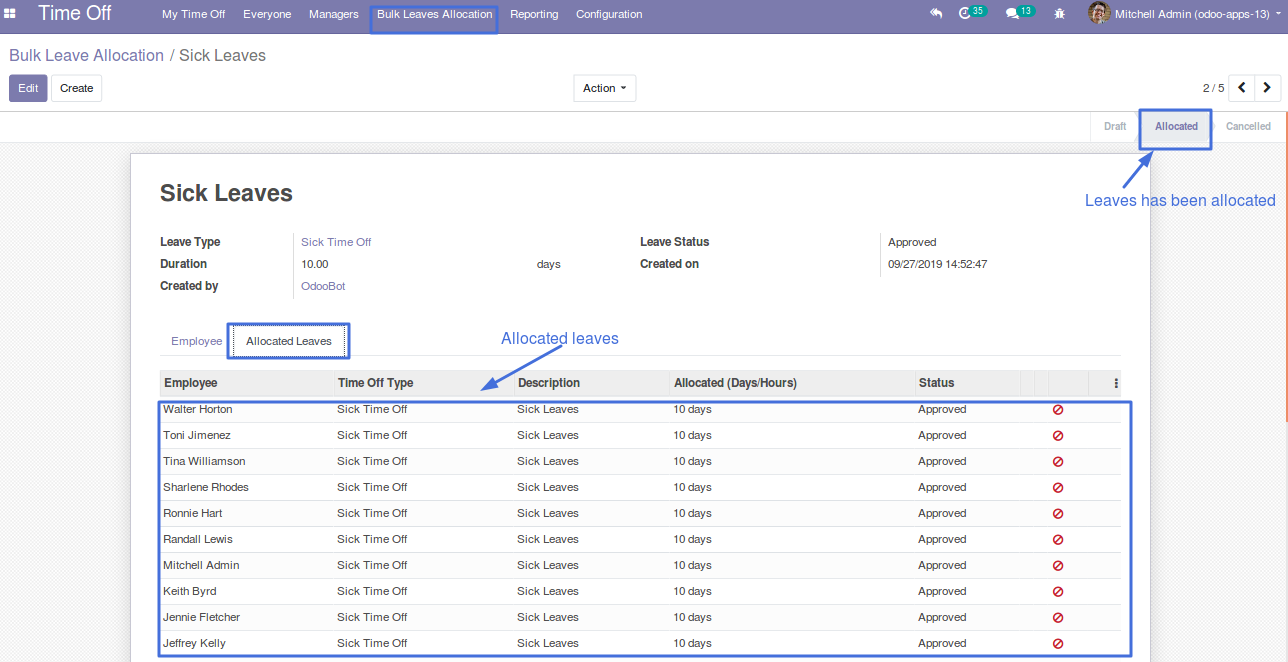 Time Off My Time Off Everyone Managers Bulk Leaves Allocation Reporting Configuration 35 13 Mitchell Admin (odoo-apps-13)
Bulk Leave Allocation / Sick Leaves
Edit Create Action 2 / 5
Draft Allocated Cancelled
Leaves has been allocated
Sick Leaves
Leave Type Sick Time Off Leave Status Approved
Duration 10.00 days Created on 09/27/2019 14:52:47
Created by OdooBot
Allocated leaves
Employee Allocated Leaves
Employee Time Off Type Description Allocated (Days/Hours) Status
Walter Horton Sick Time Off Sick Leaves 10 days Approved
Toni Jimenez Sick Time Off Sick Leaves 10 days Approved
Tina Williamson Sick Time Off Sick Leaves 10 days Approved
Sharlene Rhodes Sick Time Off Sick Leaves 10 days Approved
Ronnie Hart Sick Time Off Sick Leaves 10 days Approved
Randall Lewis Sick Time Off Sick Leaves 10 days Approved
Mitchell Admin Sick Time Off Sick Leaves 10 days Approved
Keith Byrd Sick Time Off Sick Leaves 10 days Approved
Jennie Fletcher Sick Time Off Sick Leaves 10 days Approved
Jeffrey Kelly Sick Time Off Sick Leaves 10 days Approved